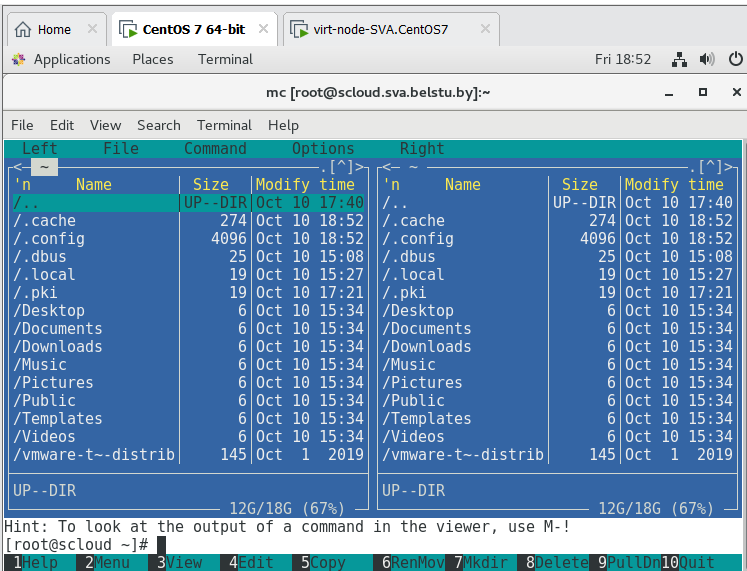 Home × CentOS 7 64-bit × virt-node-SVA.CentOS7 ×
Applications Places Terminal Fri 18:52
mc [root@scloud.sva.belstu.by]:~
File Edit View Search Terminal Help
Left File Command Options Right
<─ ~ ─.[^]>─ <─ ~ ─.[^]>
'n Name Size Modify time 'n Name Size Modify time
/.. UP--DIR Oct 10 17:40 /.. UP--DIR Oct 10 17:40
/.cache 274 Oct 10 18:52 /.cache 274 Oct 10 18:52
/.config 4096 Oct 10 18:52 /.config 4096 Oct 10 18:52
/.dbus 25 Oct 10 15:08 /.dbus 25 Oct 10 15:08
/.local 19 Oct 10 15:27 /.local 19 Oct 10 15:27
/.pki 19 Oct 10 17:21 /.pki 19 Oct 10 17:21
/Desktop 6 Oct 10 15:34 /Desktop 6 Oct 10 15:34
/Documents 6 Oct 10 15:34 /Documents 6 Oct 10 15:34
/Downloads 6 Oct 10 15:34 /Downloads 6 Oct 10 15:34
/Music 6 Oct 10 15:34 /Music 6 Oct 10 15:34
/Pictures 6 Oct 10 15:34 /Pictures 6 Oct 10 15:34
/Public 6 Oct 10 15:34 /Public 6 Oct 10 15:34
/Templates 6 Oct 10 15:34 /Templates 6 Oct 10 15:34
/Videos 6 Oct 10 15:34 /Videos 6 Oct 10 15:34
/vmware-t~-distrib 145 Oct 1 2019 /vmware-t~-distrib 145 Oct 1 2019
UP--DIR UP--DIR
12G/18G (67%) 12G/18G (67%)
Hint: To look at the output of a command in the viewer, use M-!
[root@scloud ~]#
1Help 2Menu 3View 4Edit 5Copy 6RenMov 7Mkdir 8Delete 9PullDn 10Quit